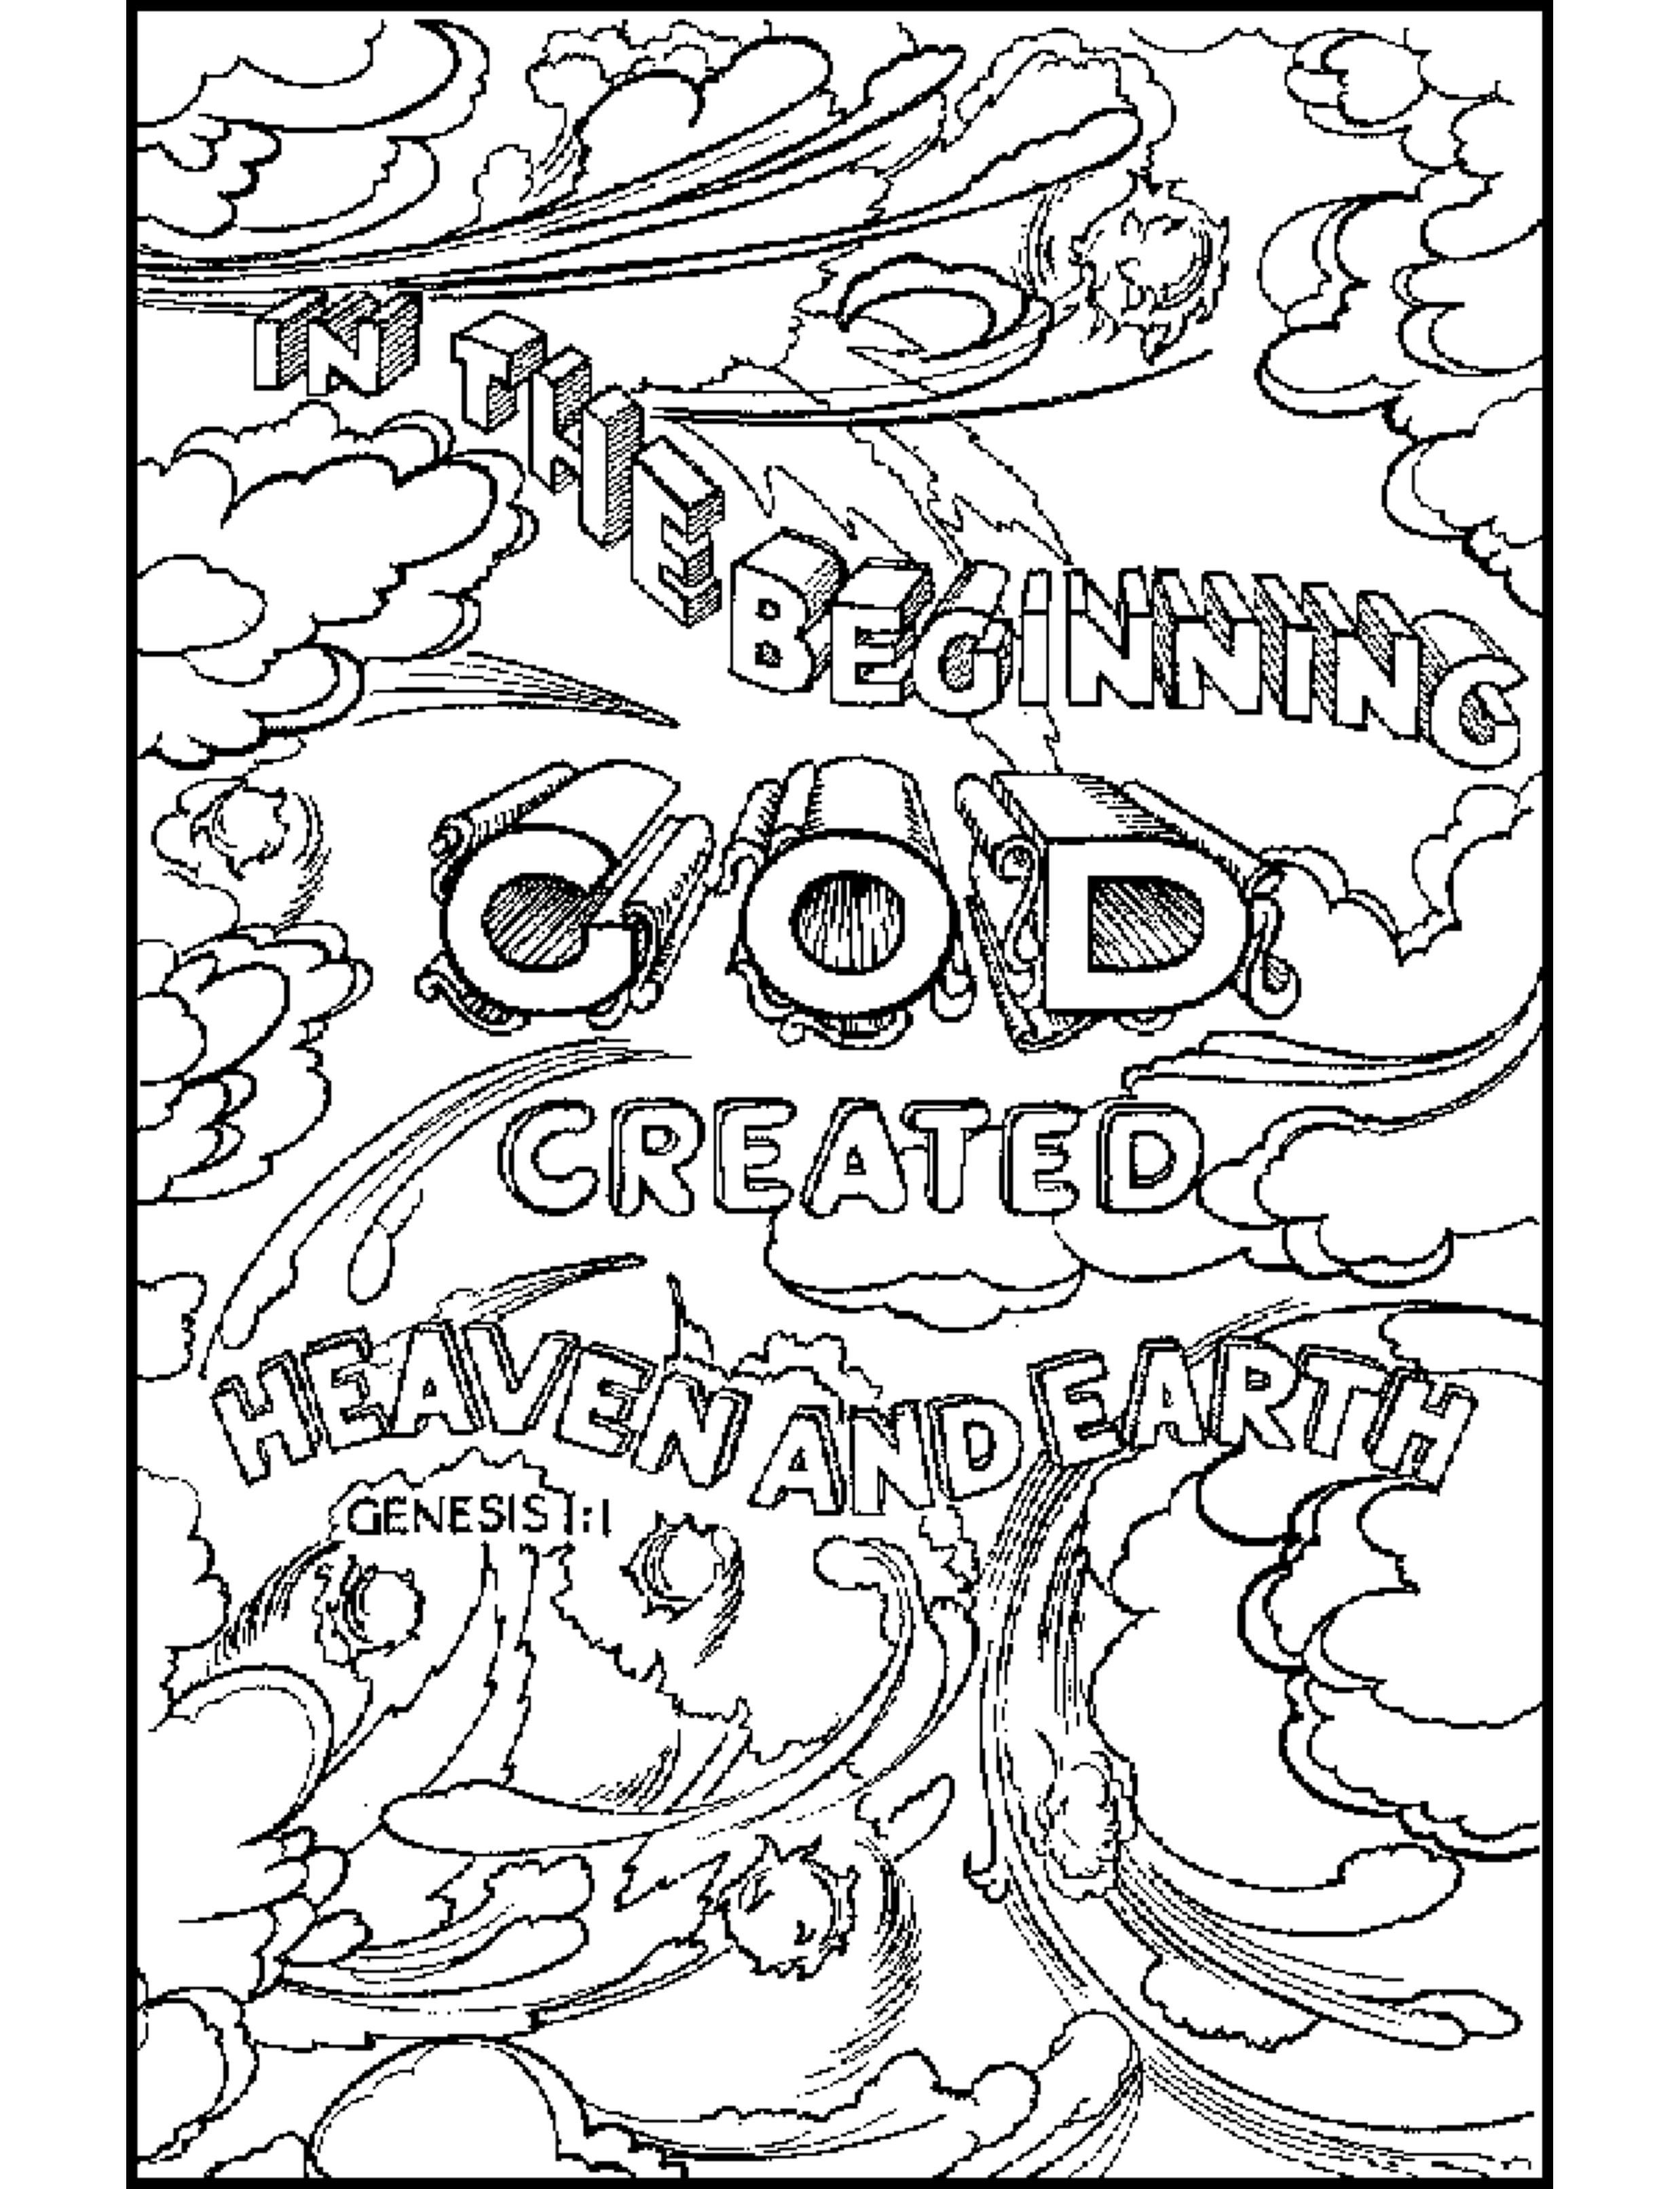 IN THE BEGINNING
GOD
CREATED
HEAVEN AND EARTH
GENESIS 1:1